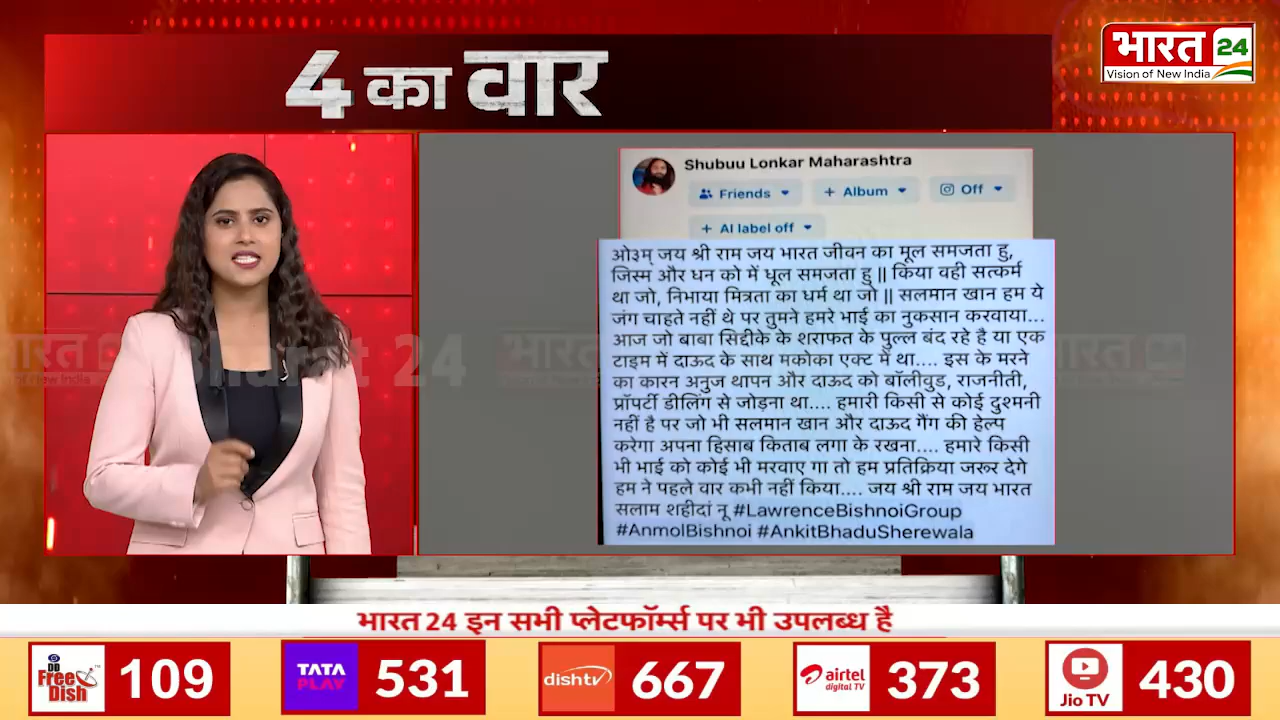 4 का वार
भारत 24
Vision of New India
Shubuu Lonkar Maharashtra
Friends
+ Album
Off
+ AI label off
ओ३म् जय श्री राम जय भारत जीवन का मूल समजता हु,
जिस्म और धन को में धूल समजता हु || किया वही सत्कर्म
था जो, निभाया मित्रता का धर्म था जो || सलमान खान हम ये
जंग चाहते नहीं थे पर तुमने हमरे भाई का नुकसान करवाया...
आज जो बाबा सिद्दीके के शराफत के पुल्ल बंद रहे है या एक
टाइम में दाऊद के साथ मकोका एक्ट में था.... इस के मरने
का कारन अनुज थापन और दाऊद को बॉलीवुड, राजनीती,
प्रॉपर्टी डीलिंग से जोड़ना था.... हमारी किसी से कोई दुश्मनी
नहीं है पर जो भी सलमान खान और दाऊद गैंग की हेल्प
करेगा अपना हिसाब किताब लगा के रखना.... हमारे किसी
भी भाई को कोई भी मरवाए गा तो हम प्रतिक्रिया जरूर देगे
हम ने पहले वार कभी नहीं किया.... जय श्री राम जय भारत
सलाम शहीदां नू #LawrenceBishnoiGroup
#AnmolBishnoi #AnkitBhaduSherewala
Bharat 24
भारत 24 इन सभी प्लेटफॉर्म्स पर भी उपलब्ध है
DD Free Dish 109
TATA PLAY 531
dishtv 667
airtel digital TV 373
Jio TV 430